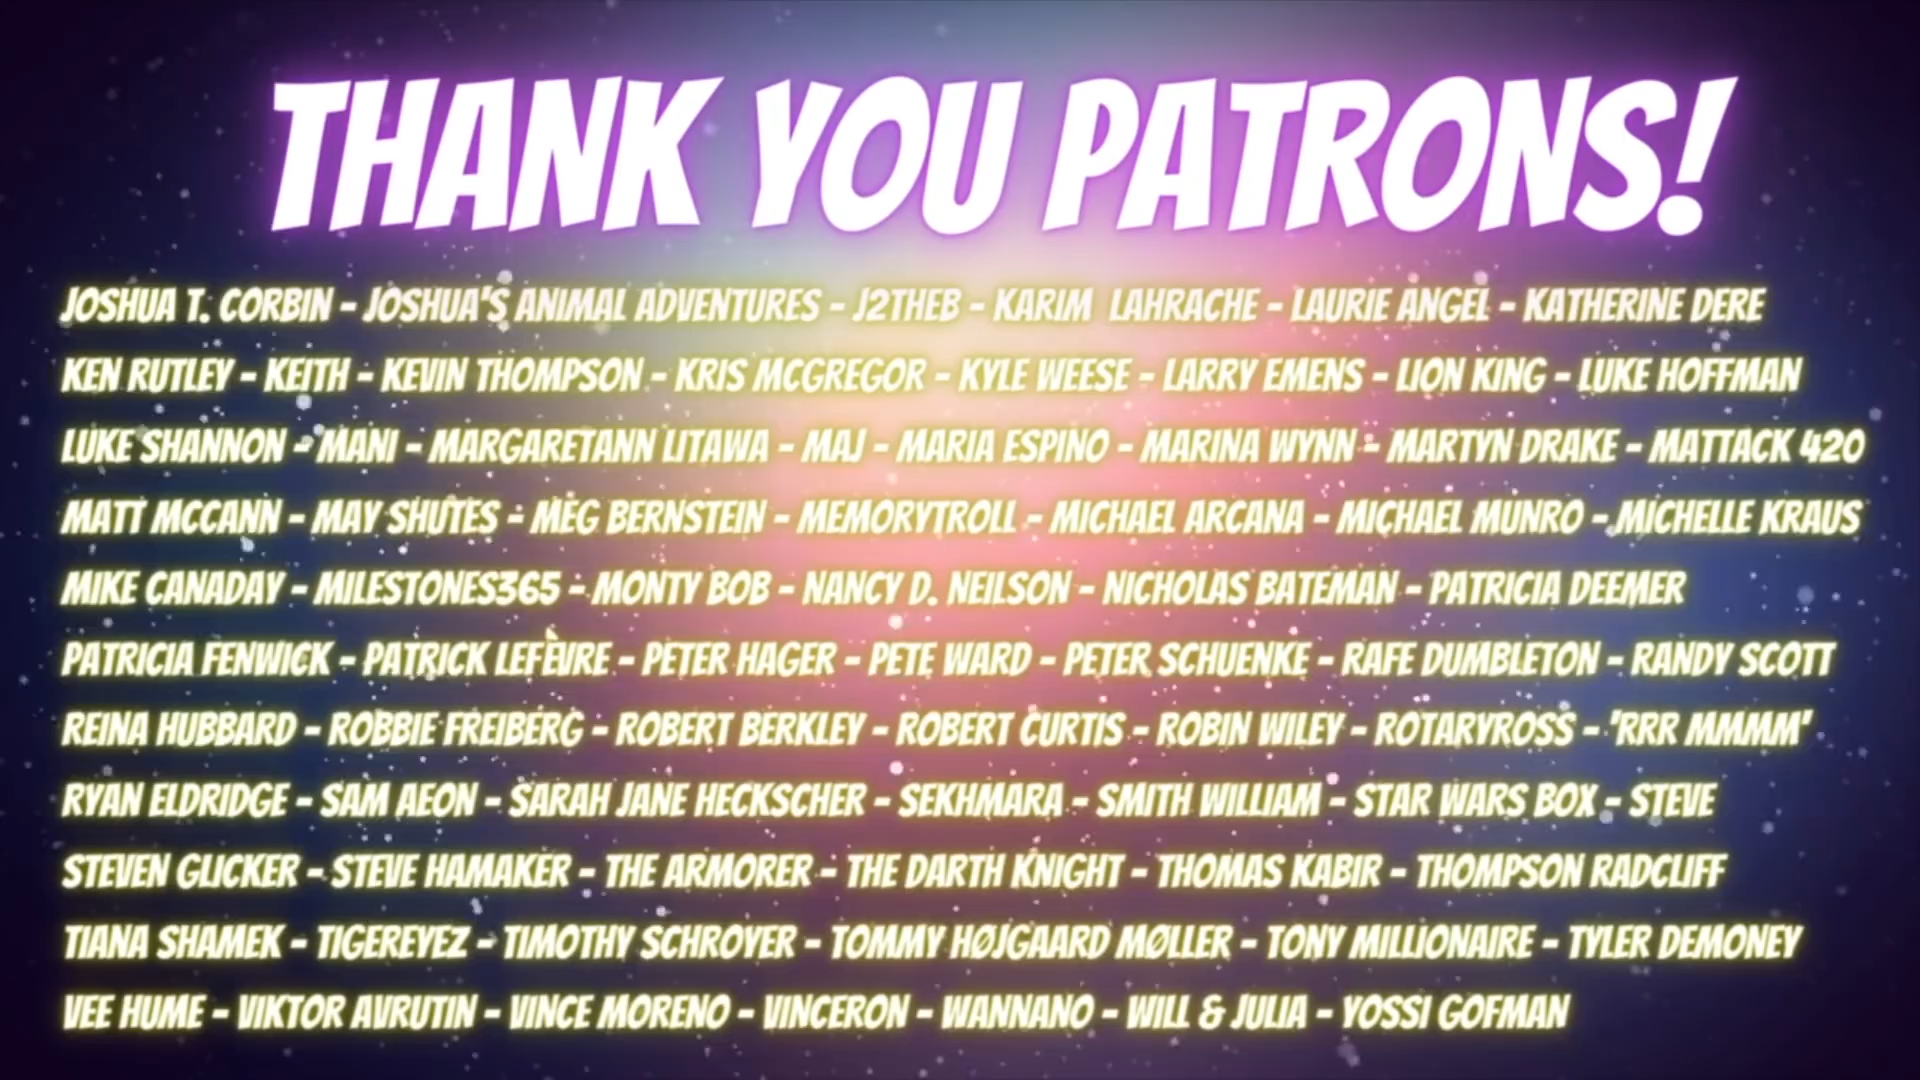 THANK YOU PATRONS!
JOSHUA T. CORBIN - JOSHUA'S ANIMAL ADVENTURES - J2THEB - KARIM LAHRACHE - LAURIE ANGEL - KATHERINE DERE
KEN RUTLEY - KEITH - KEVIN THOMPSON - KRIS MCGREGOR - KYLE WEESE - LARRY EMENS - LION KING - LUKE HOFFMAN
LUKE SHANNON - MANI - MARGARETANN LITAWA - MAJ - MARIA ESPINO - MARINA WYNN - MARTYN DRAKE - MATTACK 420
MATT MCCANN - MAY SHUTES - MEG BERNSTEIN - MEMORYTROLL - MICHAEL ARCANA - MICHAEL MUNRO - MICHELLE KRAUS
MIKE CANADAY - MILESTONES365 - MONTY BOB - NANCY D. NEILSON - NICHOLAS BATEMAN - PATRICIA DEEMER
PATRICIA FENWICK - PATRICK LEFÈVRE - PETER HAGER - PETE WARD - PETER SCHUENKE - RAFE DUMBLETON - RANDY SCOTT
REINA HUBBARD - ROBBIE FREIBERG - ROBERT BERKLEY - ROBERT CURTIS - ROBIN WILEY - ROTARYROSS - 'RRR MMMM'
RYAN ELDRIDGE - SAM AEON - SARAH JANE HECKSCHER - SEKHMARA - SMITH WILLIAM - STAR WARS BOX - STEVE
STEVEN GLICKER - STEVE HAMAKER - THE ARMORER - THE DARTH KNIGHT - THOMAS KABIR - THOMPSON RADCLIFF
TIANA SHAMEK - TIGEREYEZ - TIMOTHY SCHROYER - TOMMY HØJGAARD MØLLER - TONY MILLIONAIRE - TYLER DEMONEY
VEE HUME - VIKTOR AVRUTIN - VINCE MORENO - VINCERON - WANNANO - WILL & JULIA - YOSSI GOFMAN